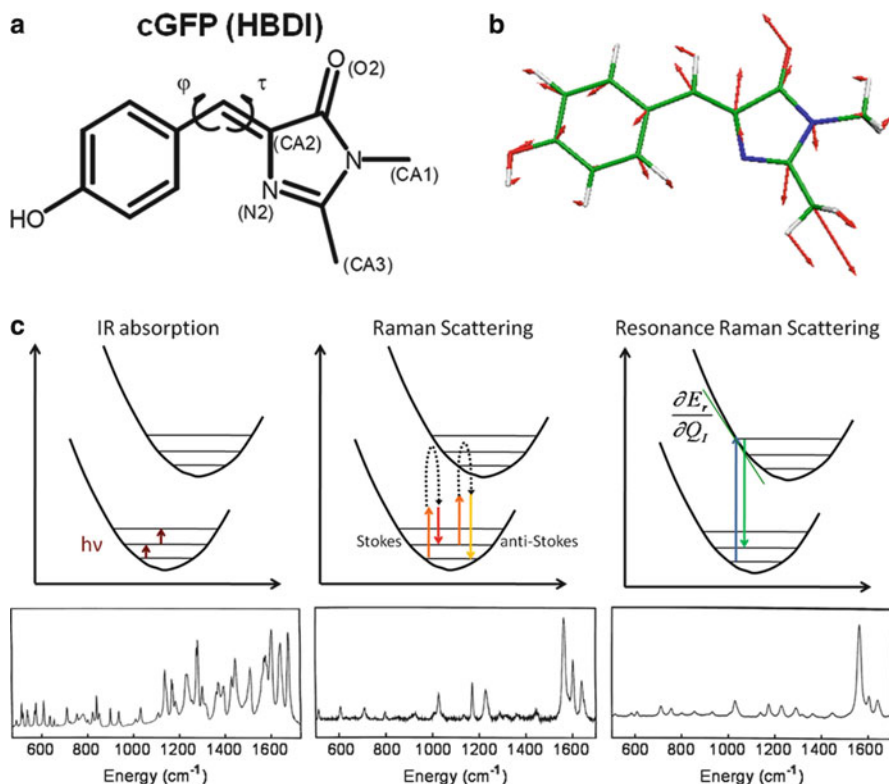 a
cGFP (HBDI)
O
(O2)
φ
τ
(CA2)
N
(CA1)
HO
N
(N2)
(CA3)
b
c
IR absorption
hν
600 800 1000 1200 1400 1600
Energy (cm⁻¹)
Raman Scattering
Stokes
anti-Stokes
600 800 1000 1200 1400 1600
Energy (cm⁻¹)
Resonance Raman Scattering
∂E_r
∂Q_I
600 800 1000 1200 1400 1600
Energy (cm⁻¹)